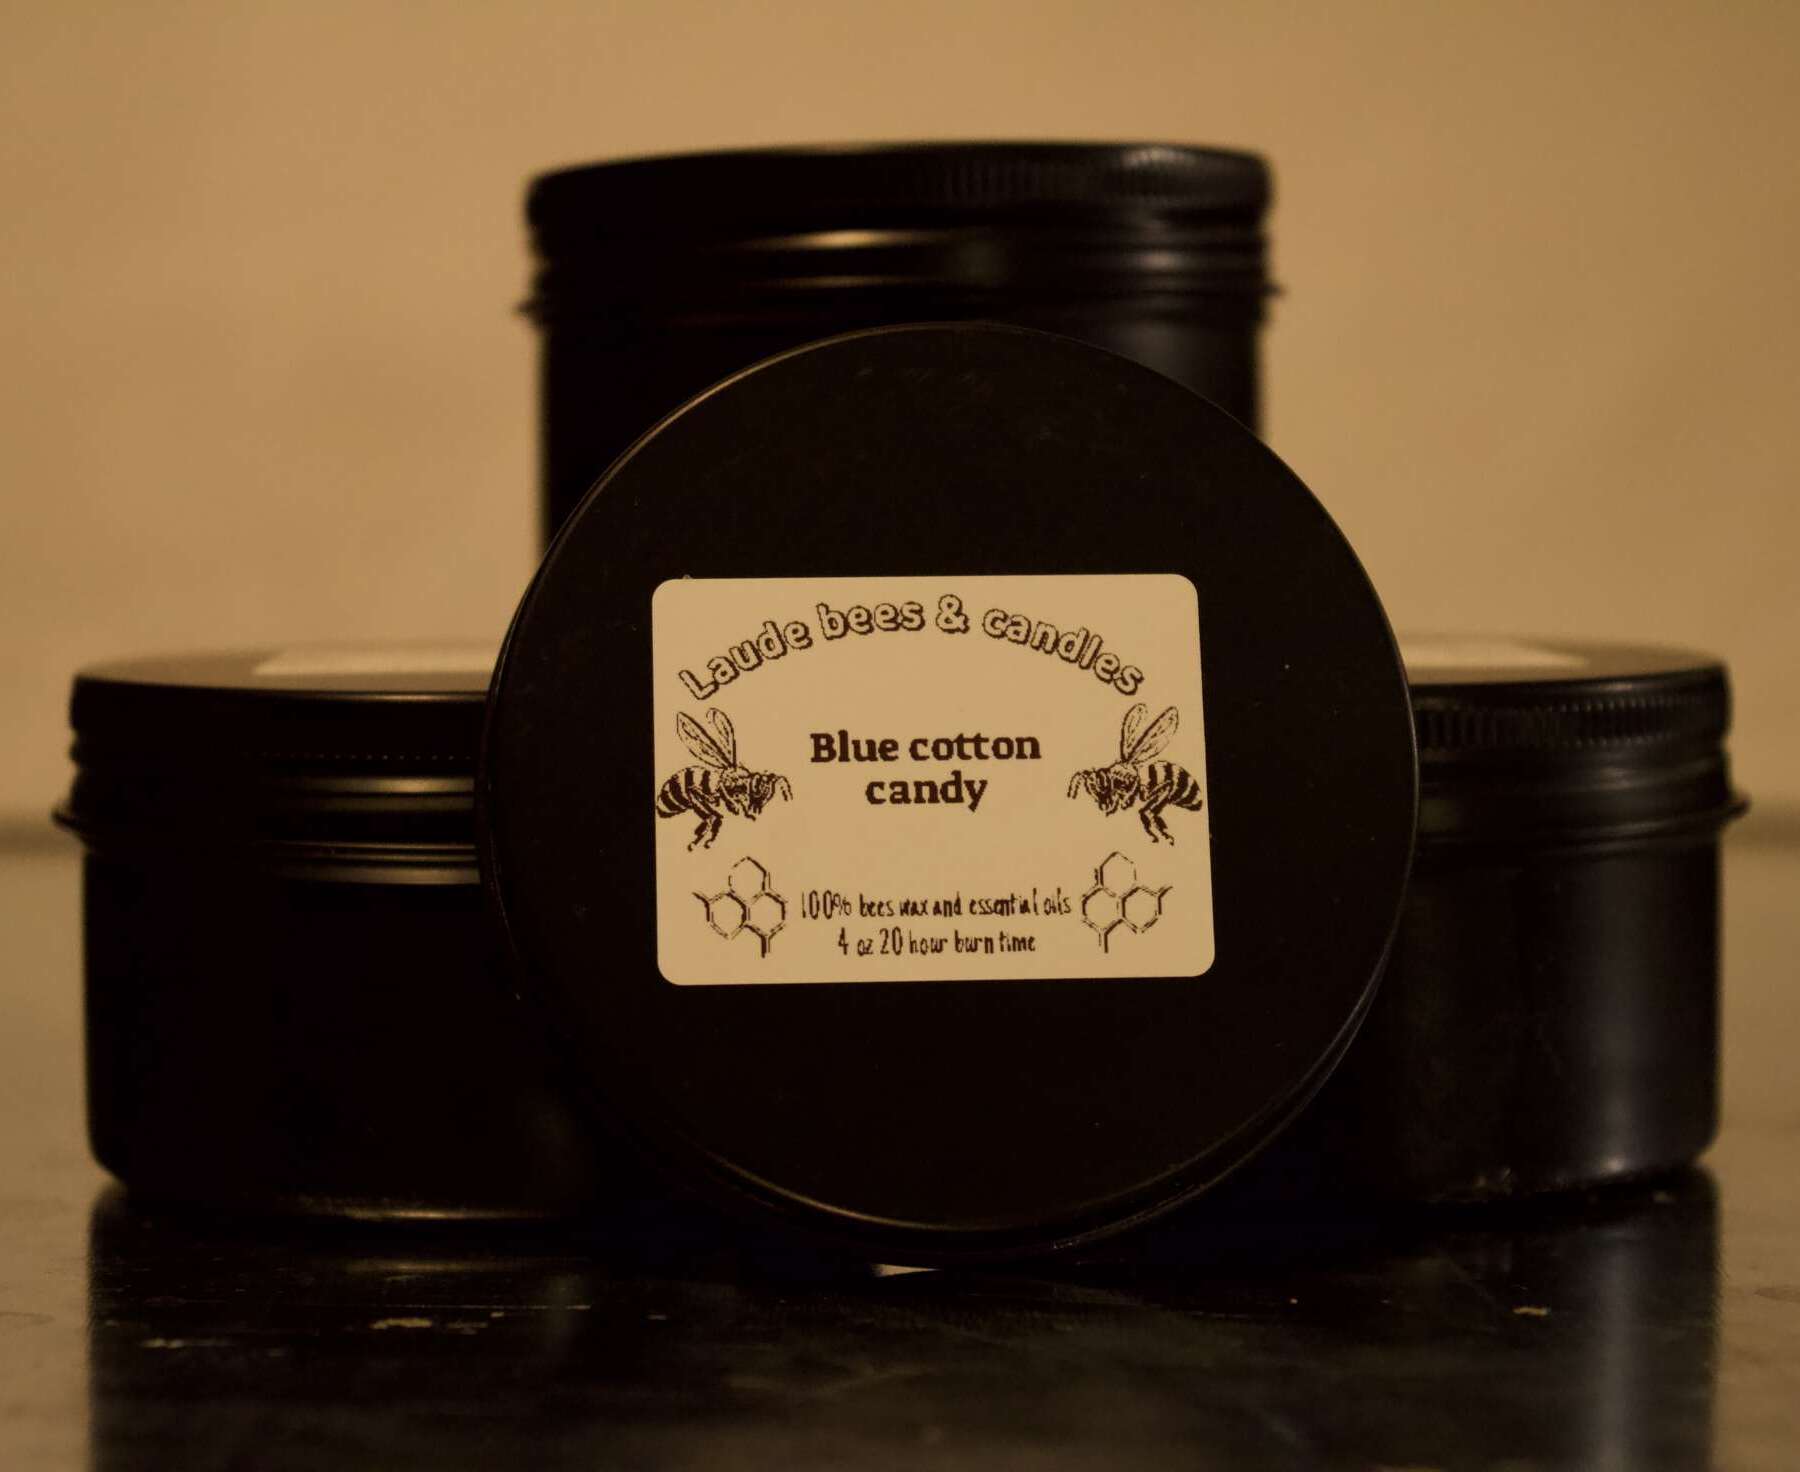 Laude bees & candles
Blue cotton
candy
100% bees wax and essential oils
4 oz 20 hour burn time